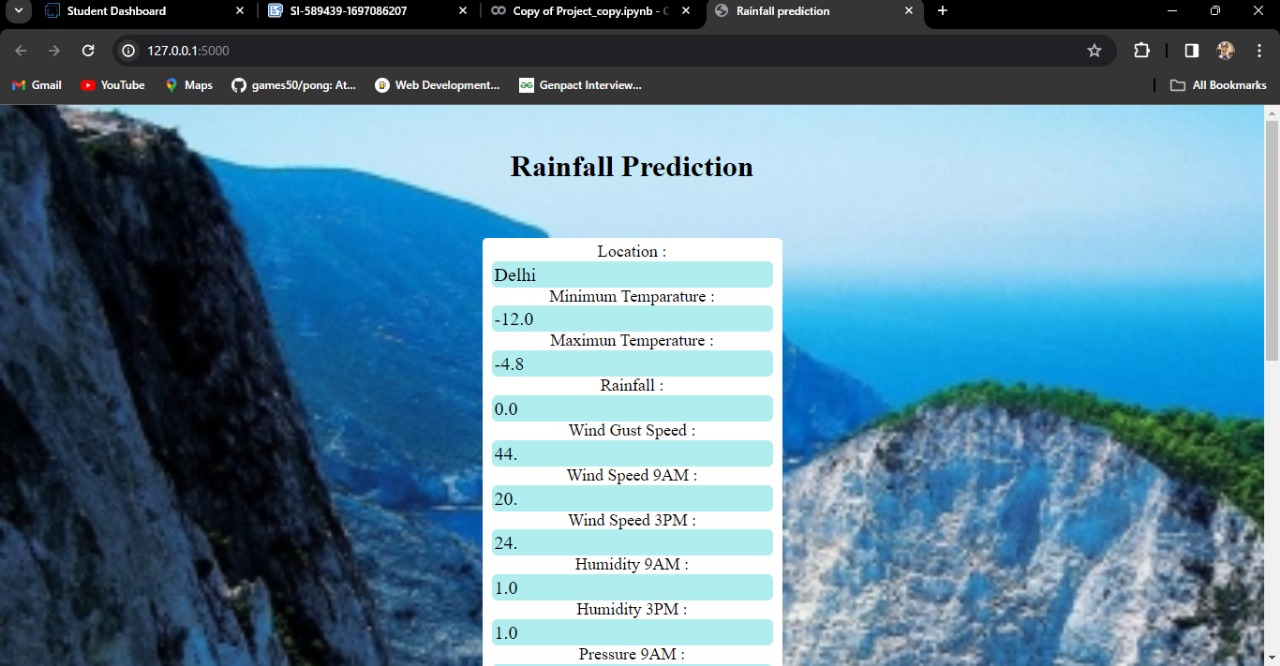 Student Dashboard
SI-589439-1697086207
Copy of Project_copy.ipynb - C
Rainfall prediction
127.0.0.1:5000
Gmail
YouTube
Maps
games50/pong: At...
Web Development...
Genpact Interview...
All Bookmarks
Rainfall Prediction
Location :
Delhi
Minimum Temparature :
-12.0
Maximun Temperature :
-4.8
Rainfall :
0.0
Wind Gust Speed :
44.
Wind Speed 9AM :
20.
Wind Speed 3PM :
24.
Humidity 9AM :
1.0
Humidity 3PM :
1.0
Pressure 9AM :